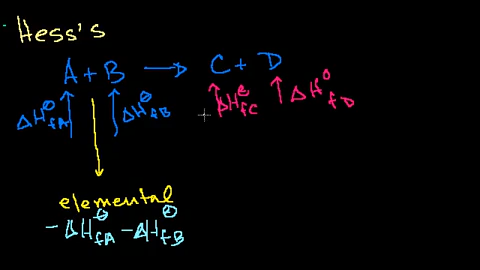 Hess's
A + B → C + D
ΔH°fA ΔH°fB ΔH°fC ΔH°fD
elemental
- ΔH°fA - ΔH°fB